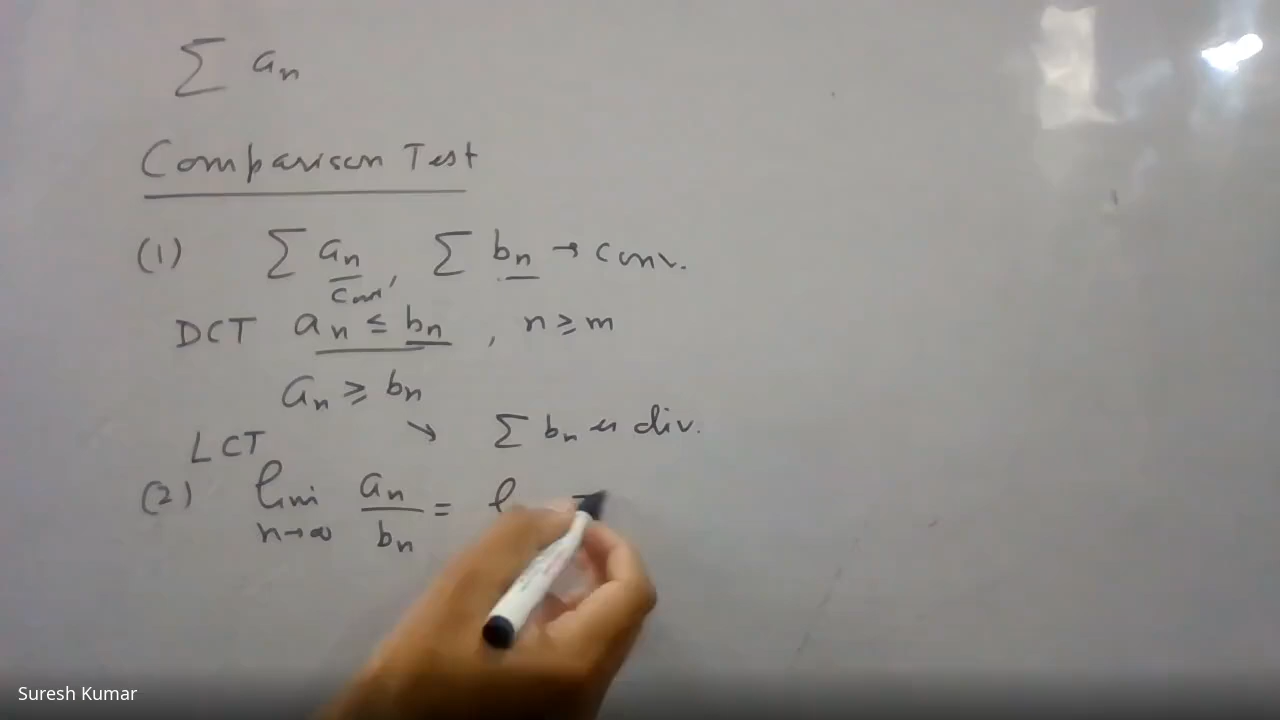 ∑ an
Comparison Test
(1) ∑ an, ∑ bn → conv.
conv
DCT an ≤ bn , n ≥ m
an ≥ bn
↘ ∑ bn is div.
LCT
(2) lim n→∞ an/bn = l
Suresh Kumar